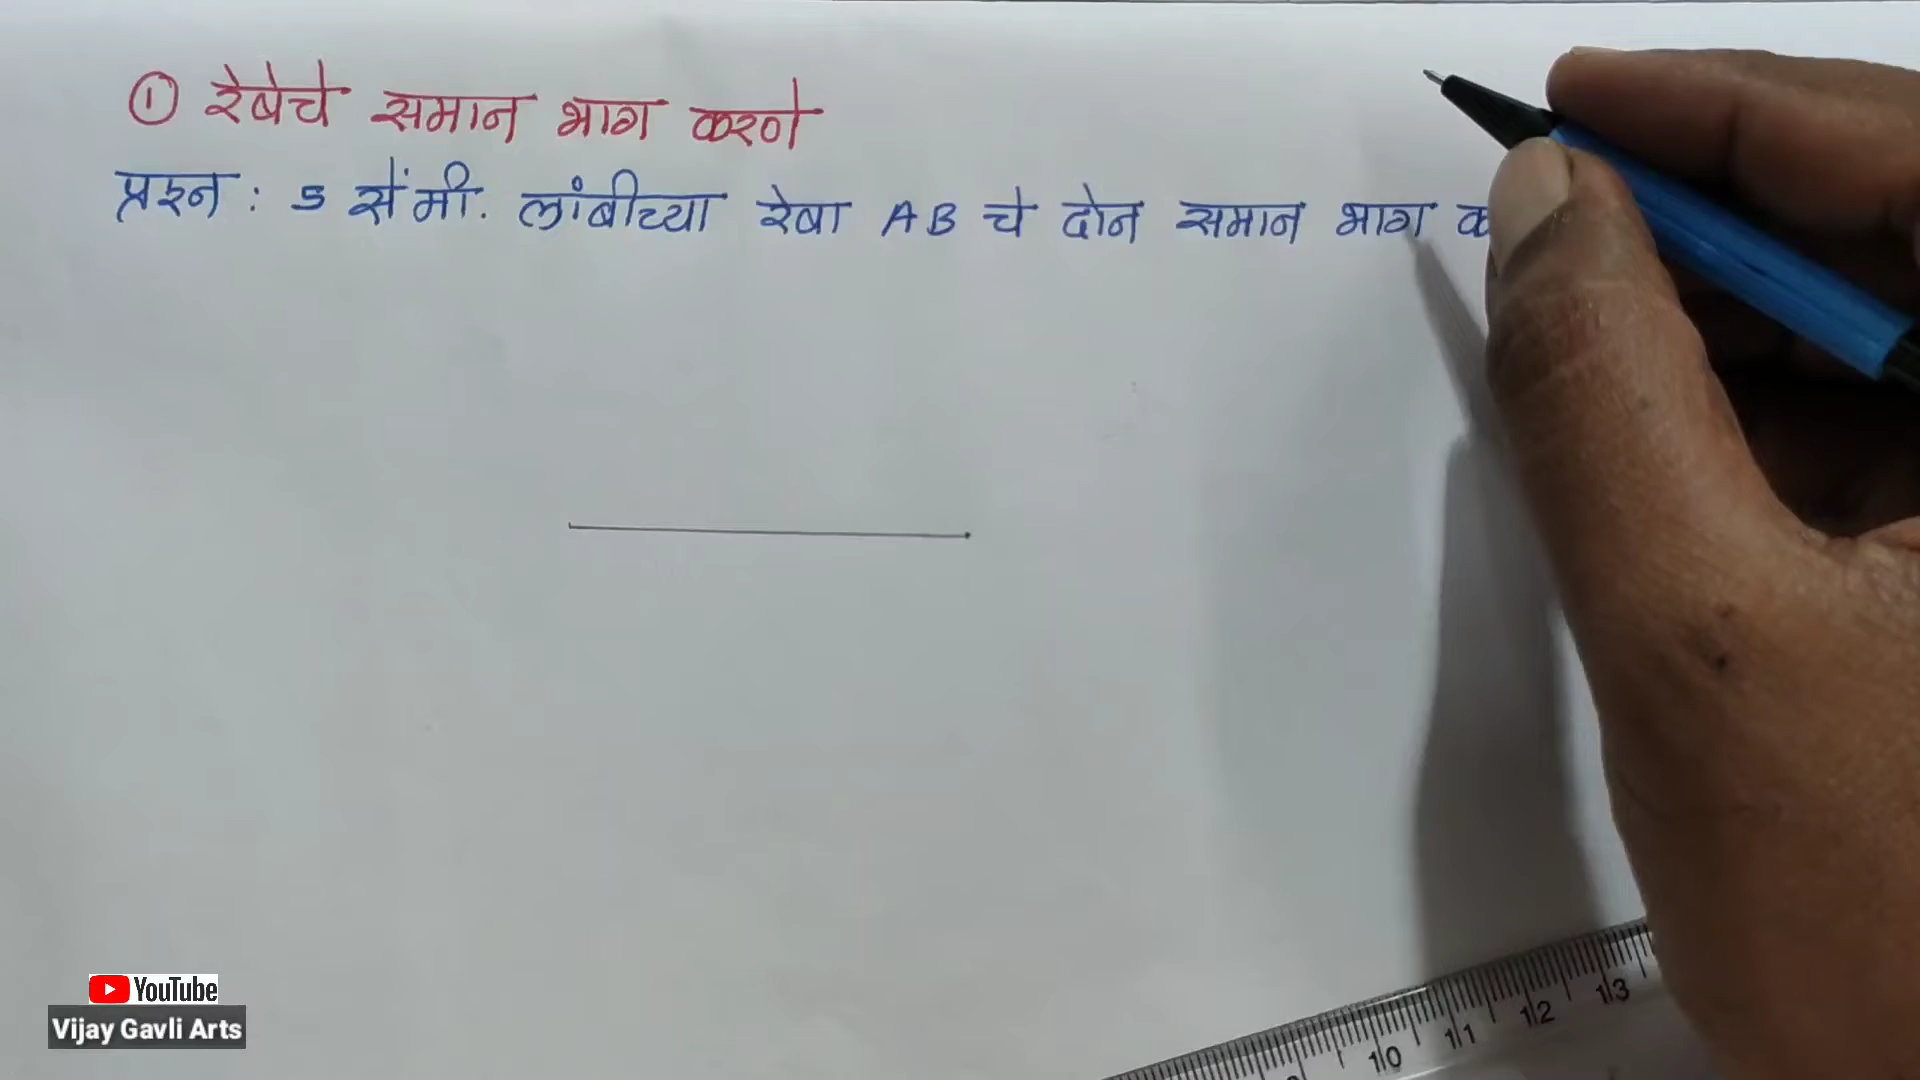 ① रेषेचे समान भाग करणे
प्रश्न : 5 सें मी. लांबीच्या रेषा AB चे दोन समान भाग क
10 11 12 13
YouTube
Vijay Gavli Arts